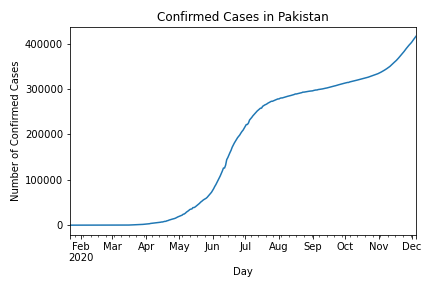 Confirmed Cases in Pakistan
Number of Confirmed Cases
400000
300000
200000
100000
0
Feb Mar Apr May Jun Jul Aug Sep Oct Nov Dec
2020
Day